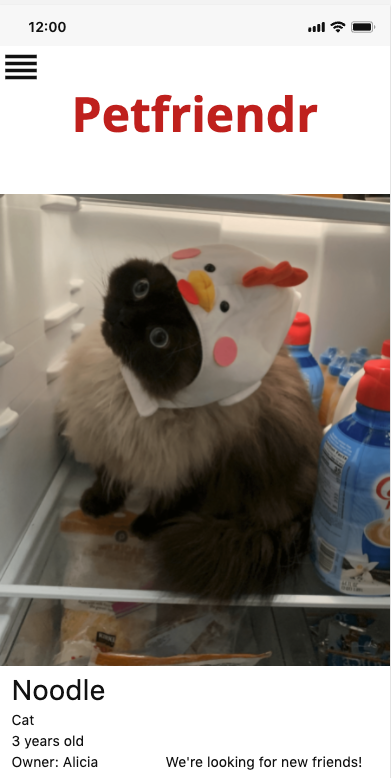 12:00
Petfriendr
Noodle
Cat
3 years old
Owner: Alicia
We're looking for new friends!